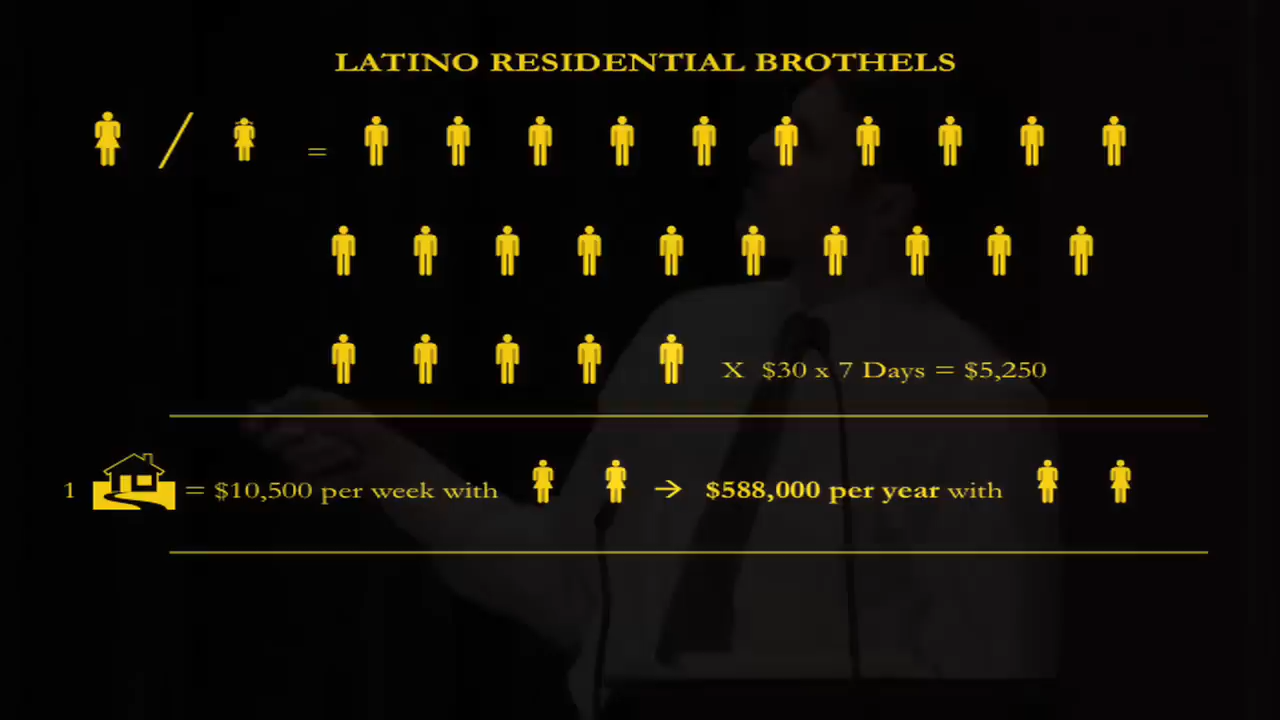 LATINO RESIDENTIAL BROTHELS
/ =
X $30 x 7 Days = $5,250
1 = $10,500 per week with → $588,000 per year with